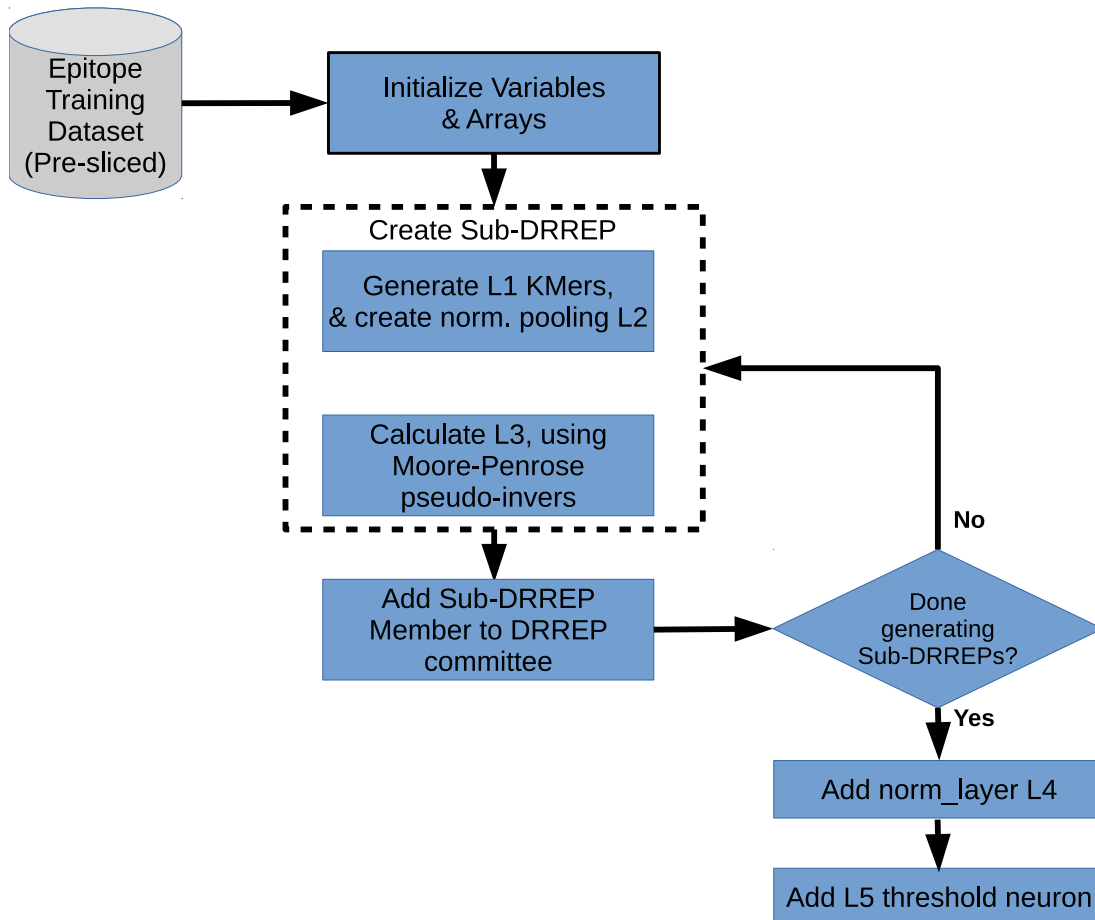 Epitope
Training
Dataset
(Pre-sliced)
Initialize Variables
& Arrays
Create Sub-DRREP
Generate L1 KMers,
& create norm. pooling L2
Calculate L3, using
Moore-Penrose
pseudo-invers
Add Sub-DRREP
Member to DRREP
committee
No
Done
generating
Sub-DRREPs?
Yes
Add norm_layer L4
Add L5 threshold neuron